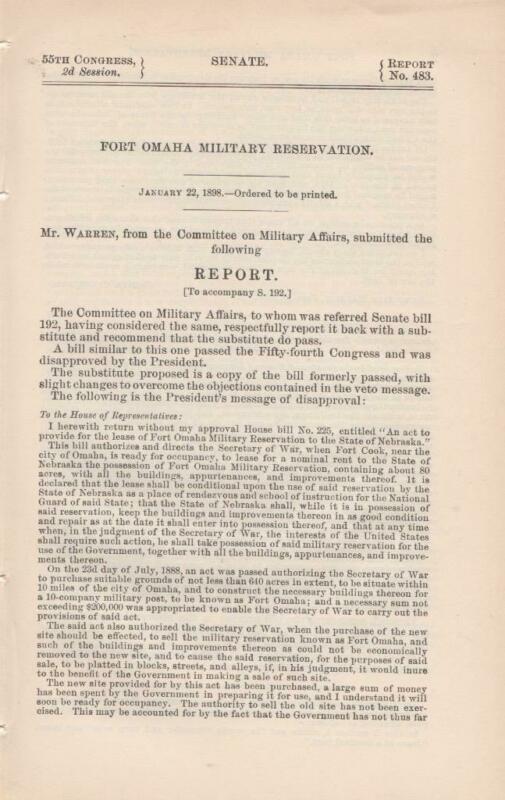 55TH CONGRESS, } SENATE. { REPORT
2d Session. } { No. 483.
FORT OMAHA MILITARY RESERVATION.
JANUARY 22, 1898.—Ordered to be printed.
Mr. WARREN, from the Committee on Military Affairs, submitted the
following
REPORT.
[To accompany S. 192.]
The Committee on Military Affairs, to whom was referred Senate bill
192, having considered the same, respectfully report it back with a sub-
stitute and recommend that the substitute do pass.
A bill similar to this one passed the Fifty-fourth Congress and was
disapproved by the President.
The substitute proposed is a copy of the bill formerly passed, with
slight changes to overcome the objections contained in the veto message.
The following is the President's message of disapproval:
To the House of Representatives:
I herewith return without my approval House bill No. 225, entitled "An act to
provide for the lease of Fort Omaha Military Reservation to the State of Nebraska."
This bill authorizes and directs the Secretary of War, when Fort Cook, near the
city of Omaha, is ready for occupancy, to lease for a nominal rent to the State of
Nebraska the possession of Fort Omaha Military Reservation, containing about 80
acres, with all the buildings, appurtenances, and improvements thereof. It is
declared that the lease shall be conditional upon the use of said reservation by the
State of Nebraska as a place of rendezvous and school of instruction for the National
Guard of said State; that the State of Nebraska shall, while it is in possession of
said reservation, keep the buildings and improvements thereon in as good condition
and repair as at the date it shall enter into possession thereof, and that at any time
when, in the judgment of the Secretary of War, the interests of the United States
shall require such action, he shall take possession of said military reservation for the
use of the Government, together with all the buildings, appurtenances, and improve-
ments thereon.
On the 23d day of July, 1888, an act was passed authorizing the Secretary of War
to purchase suitable grounds of not less than 640 acres in extent, to be situate within
10 miles of the city of Omaha, and to construct the necessary buildings thereon for
a 10-company military post, to be known as Fort Omaha; and a necessary sum not
exceeding $200,000 was appropriated to enable the Secretary of War to carry out the
provisions of said act.
The said act also authorized the Secretary of War, when the purchase of the new
site should be effected, to sell the military reservation known as Fort Omaha, and
such of the buildings and improvements thereon as could not be economically
removed to the new site, and to cause the said reservation, for the purposes of said
sale, to be platted in blocks, streets, and alleys, if, in his judgment, it would inure
to the benefit of the Government in making a sale of such site.
The new site provided for by this act has been purchased, a large sum of money
has been spent by the Government in preparing it for use, and I understand it will
soon be ready for occupancy. The authority to sell the old site has not been exer-
cised. This may be accounted for by the fact that the Government has not thus far